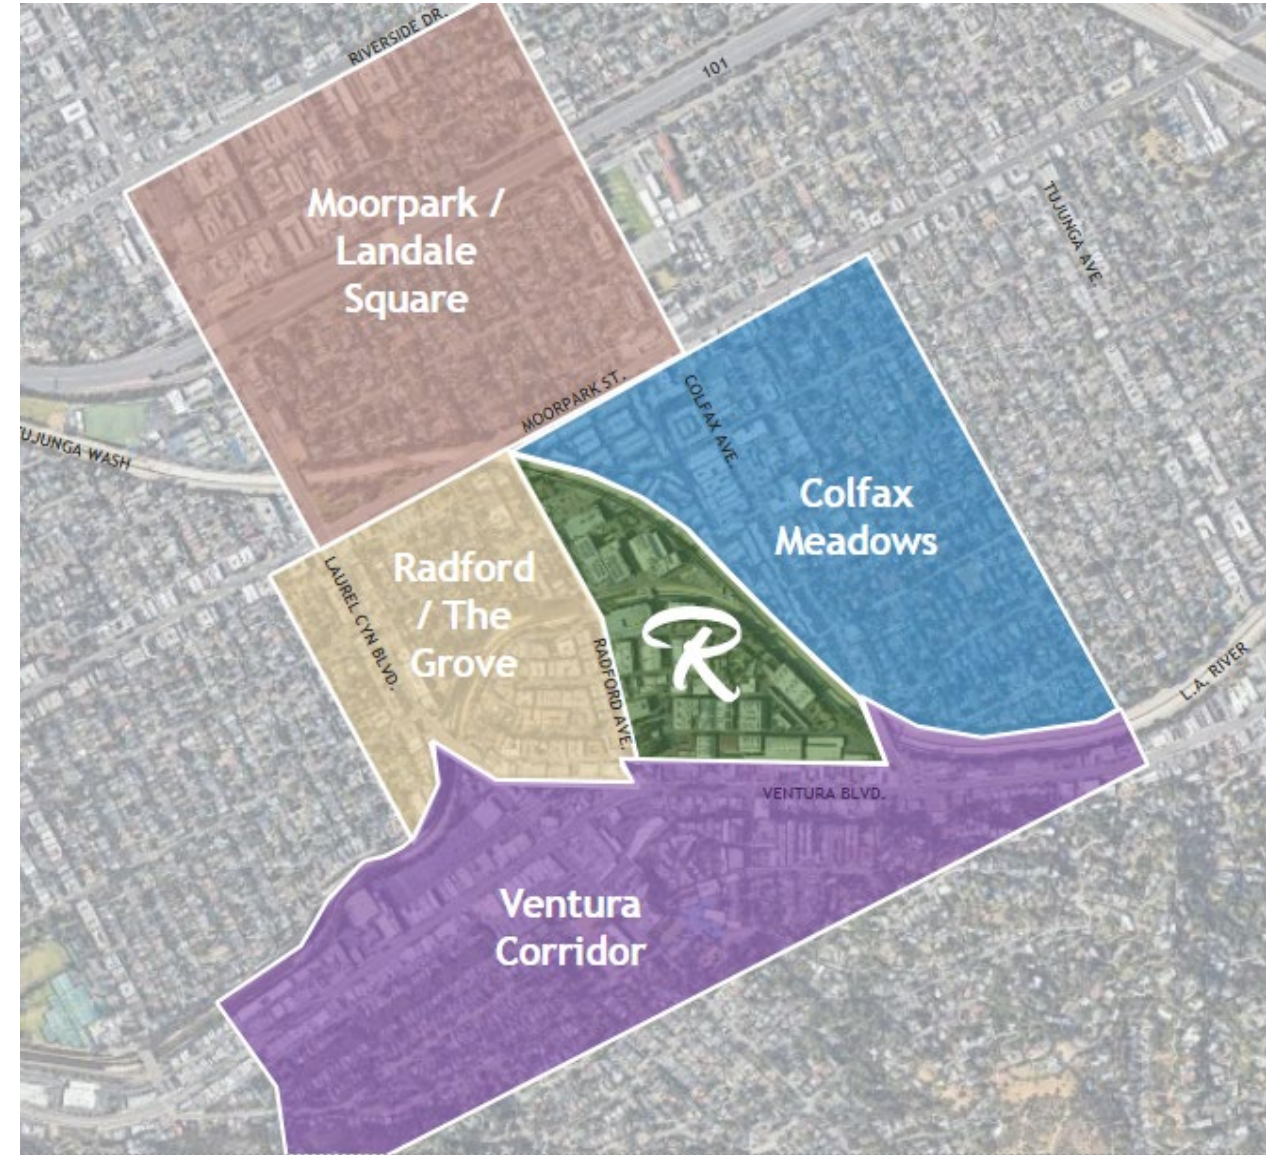 RIVERSIDE DR.
101
Moorpark /
Landale
Square
TUJUNGA AVE.
MOORPARK ST.
COLFAX AVE.
UJUNGA WASH
Colfax
Meadows
Radford
/ The
Grove
LAUREL CYN BLVD.
R
RADFORD AVE.
L.A. RIVER
VENTURA BLVD.
Ventura
Corridor